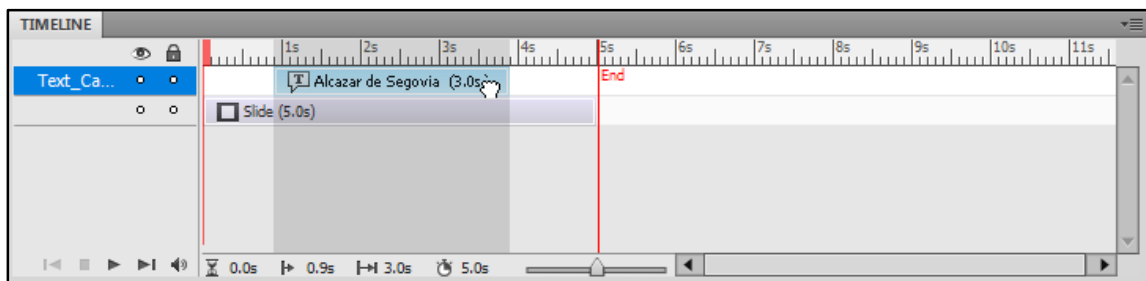 TIMELINE
1s 2s 3s 4s 5s 6s 7s 8s 9s 10s 11s
Text_Ca... T Alcazar de Segovia (3.0s) End
Slide (5.0s)
0.0s 0.9s 3.0s 5.0s